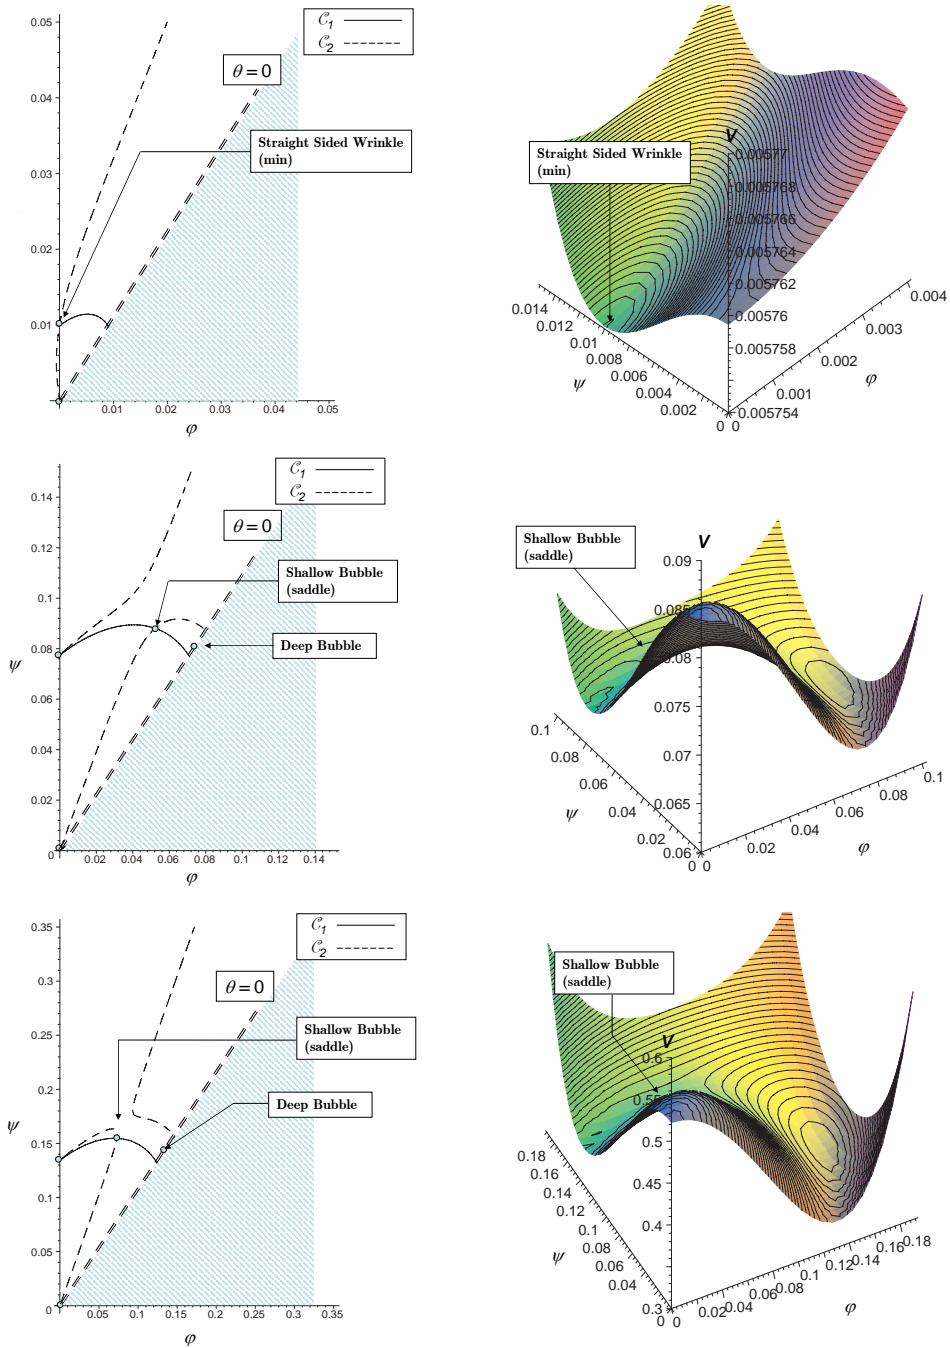 0.05
0.04
0.03
0.02
0.01
0.01
0.02
0.03
0.04
0.05
φ
𝒞1
𝒞2
θ = 0
Straight Sided Wrinkle
(min)
Straight Sided Wrinkle
(min)
V
0.00577
0.005768
0.005766
0.005764
0.005762
0.00576
0.005758
0.005754
0.014
0.012
0.01
0.008
0.006
0.004
0.002
0
ψ
0
0.001
0.002
0.003
0.004
φ
0.14
0.12
0.1
0.08
ψ
0.06
0.04
0.02
0
0.02
0.04
0.06
0.08
0.1
0.12
0.14
φ
𝒞1
𝒞2
θ = 0
Shallow Bubble
(saddle)
Deep Bubble
Shallow Bubble
(saddle)
V
0.09
0.085
0.08
0.075
0.07
0.065
0.06
0.1
0.08
0.06
0.04
0.02
0
ψ
0
0.02
0.04
0.06
0.08
0.1
φ
0.35
0.3
0.25
0.2
ψ
0.15
0.1
0.05
0
0.05
0.1
0.15
0.2
0.25
0.3
0.35
φ
𝒞1
𝒞2
θ = 0
Shallow Bubble
(saddle)
Deep Bubble
Shallow Bubble
(saddle)
V
0.6
0.55
0.5
0.45
0.4
0.3
0.18
0.16
0.14
0.12
0.1
0.08
0.06
0.04
0
ψ
0
0.02
0.04
0.06
0.08
0.1
0.12
0.14
0.16
0.18
φ